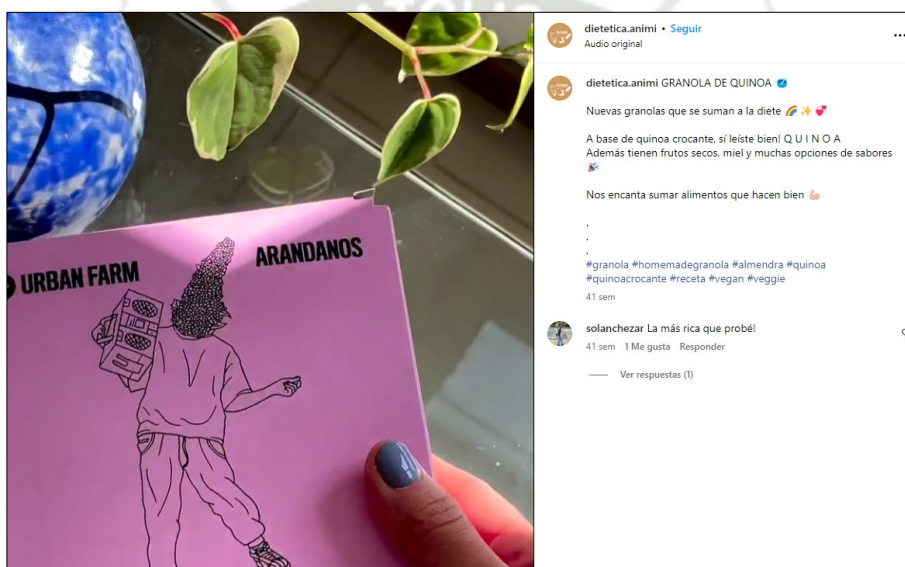 URBAN FARM
ARANDANOS
dietetica.animi • Seguir
Audio original
dietetica.animi GRANOLA DE QUINOA
Nuevas granolas que se suman a la diete 🌈 ✨ 💞
A base de quinoa crocante, sí leíste bien! Q U I N O A
Además tienen frutos secos, miel y muchas opciones de sabores
🎉
Nos encanta sumar alimentos que hacen bien 💪🏼
.
.
.
#granola #homemadegranola #almendra #quinoa
#quinoacrocante #receta #vegan #veggie
41 sem
solanchezar La más rica que probé!
41 sem 1 Me gusta Responder
Ver respuestas (1)